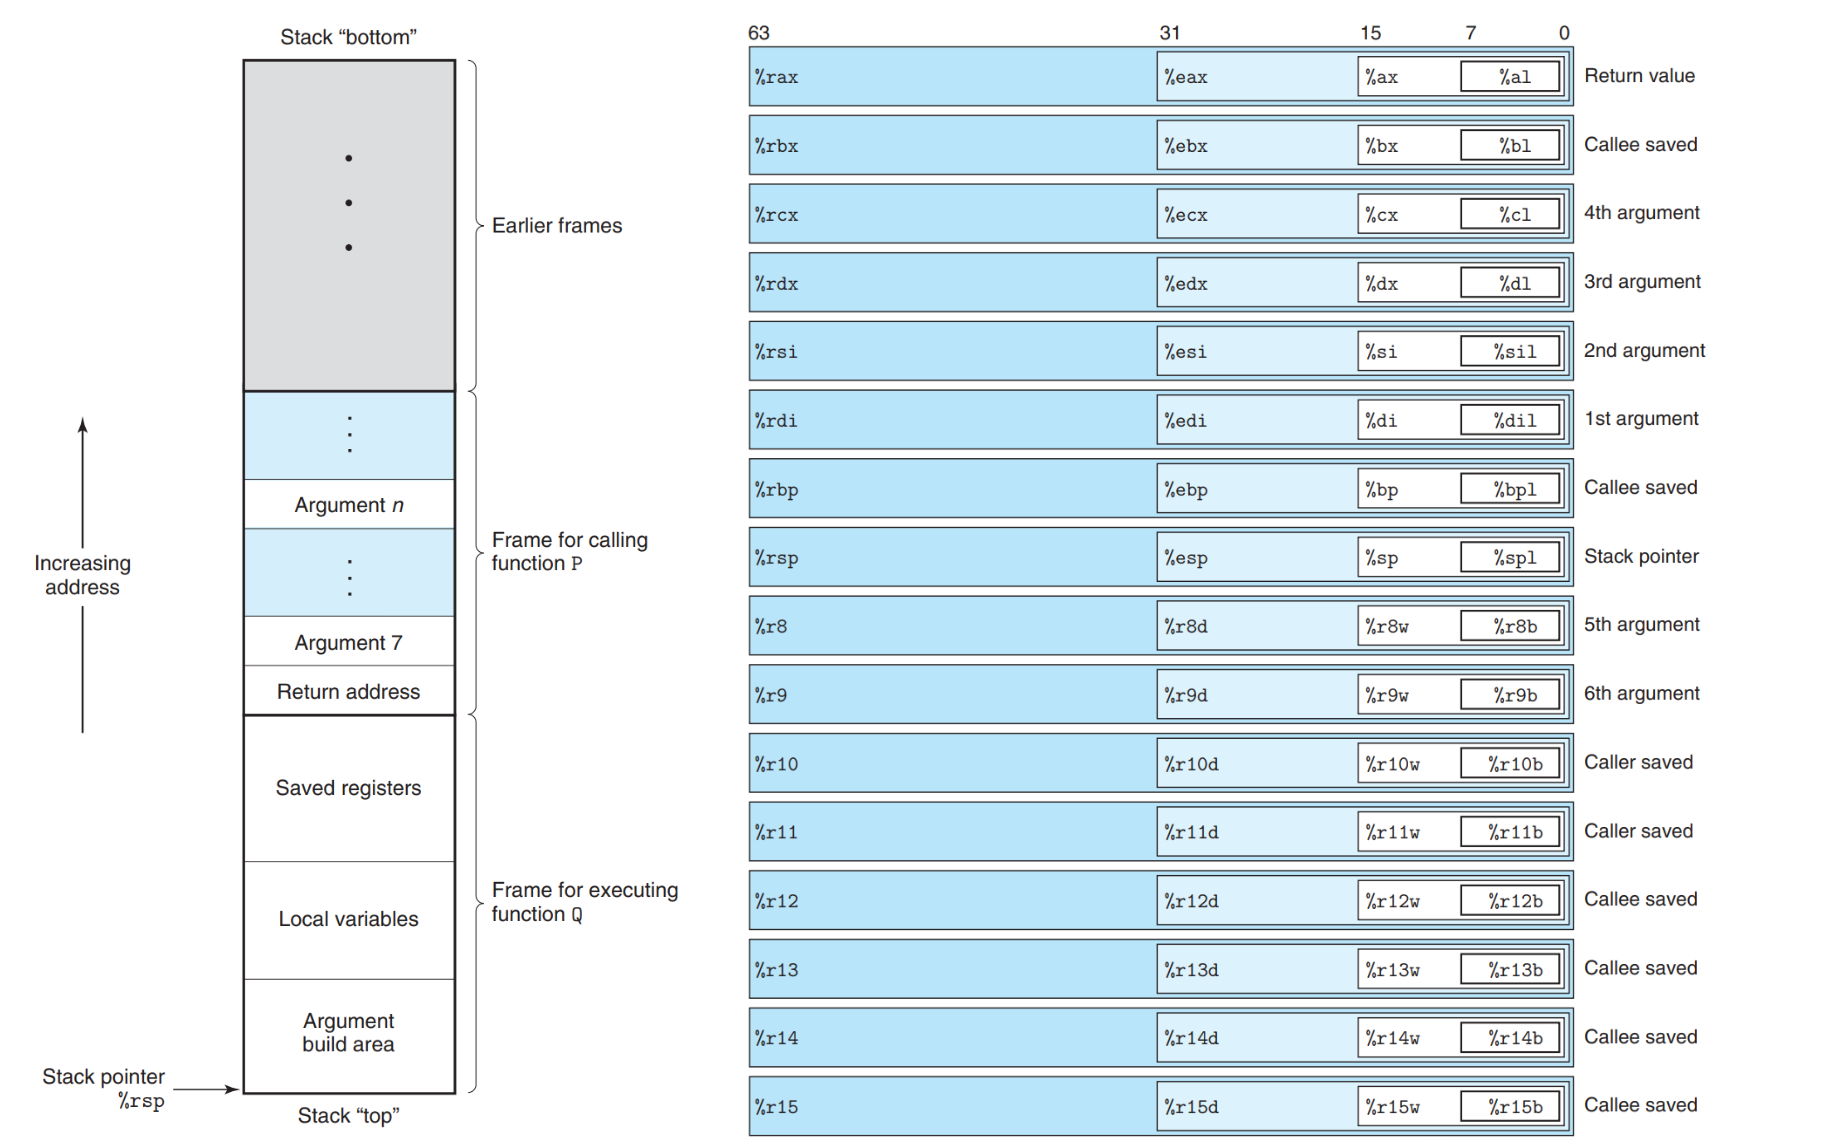 Stack “bottom”
Earlier frames
Argument n
Frame for calling
function P
Increasing
address
Argument 7
Return address
Saved registers
Frame for executing
function Q
Local variables
Argument
build area
Stack pointer
%rsp
Stack “top”
63 31 15 7 0
%rax %eax %ax %al Return value
%rbx %ebx %bx %bl Callee saved
%rcx %ecx %cx %cl 4th argument
%rdx %edx %dx %dl 3rd argument
%rsi %esi %si %sil 2nd argument
%rdi %edi %di %dil 1st argument
%rbp %ebp %bp %bpl Callee saved
%rsp %esp %sp %spl Stack pointer
%r8 %r8d %r8w %r8b 5th argument
%r9 %r9d %r9w %r9b 6th argument
%r10 %r10d %r10w %r10b Caller saved
%r11 %r11d %r11w %r11b Caller saved
%r12 %r12d %r12w %r12b Callee saved
%r13 %r13d %r13w %r13b Callee saved
%r14 %r14d %r14w %r14b Callee saved
%r15 %r15d %r15w %r15b Callee saved